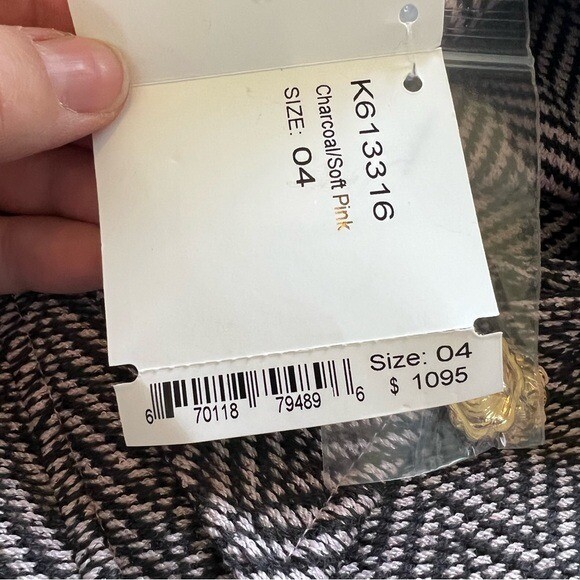 K613316
Charcoal/Soft Pink
SIZE: 04
Size: 04
$ 1095
6 70118 79489 6